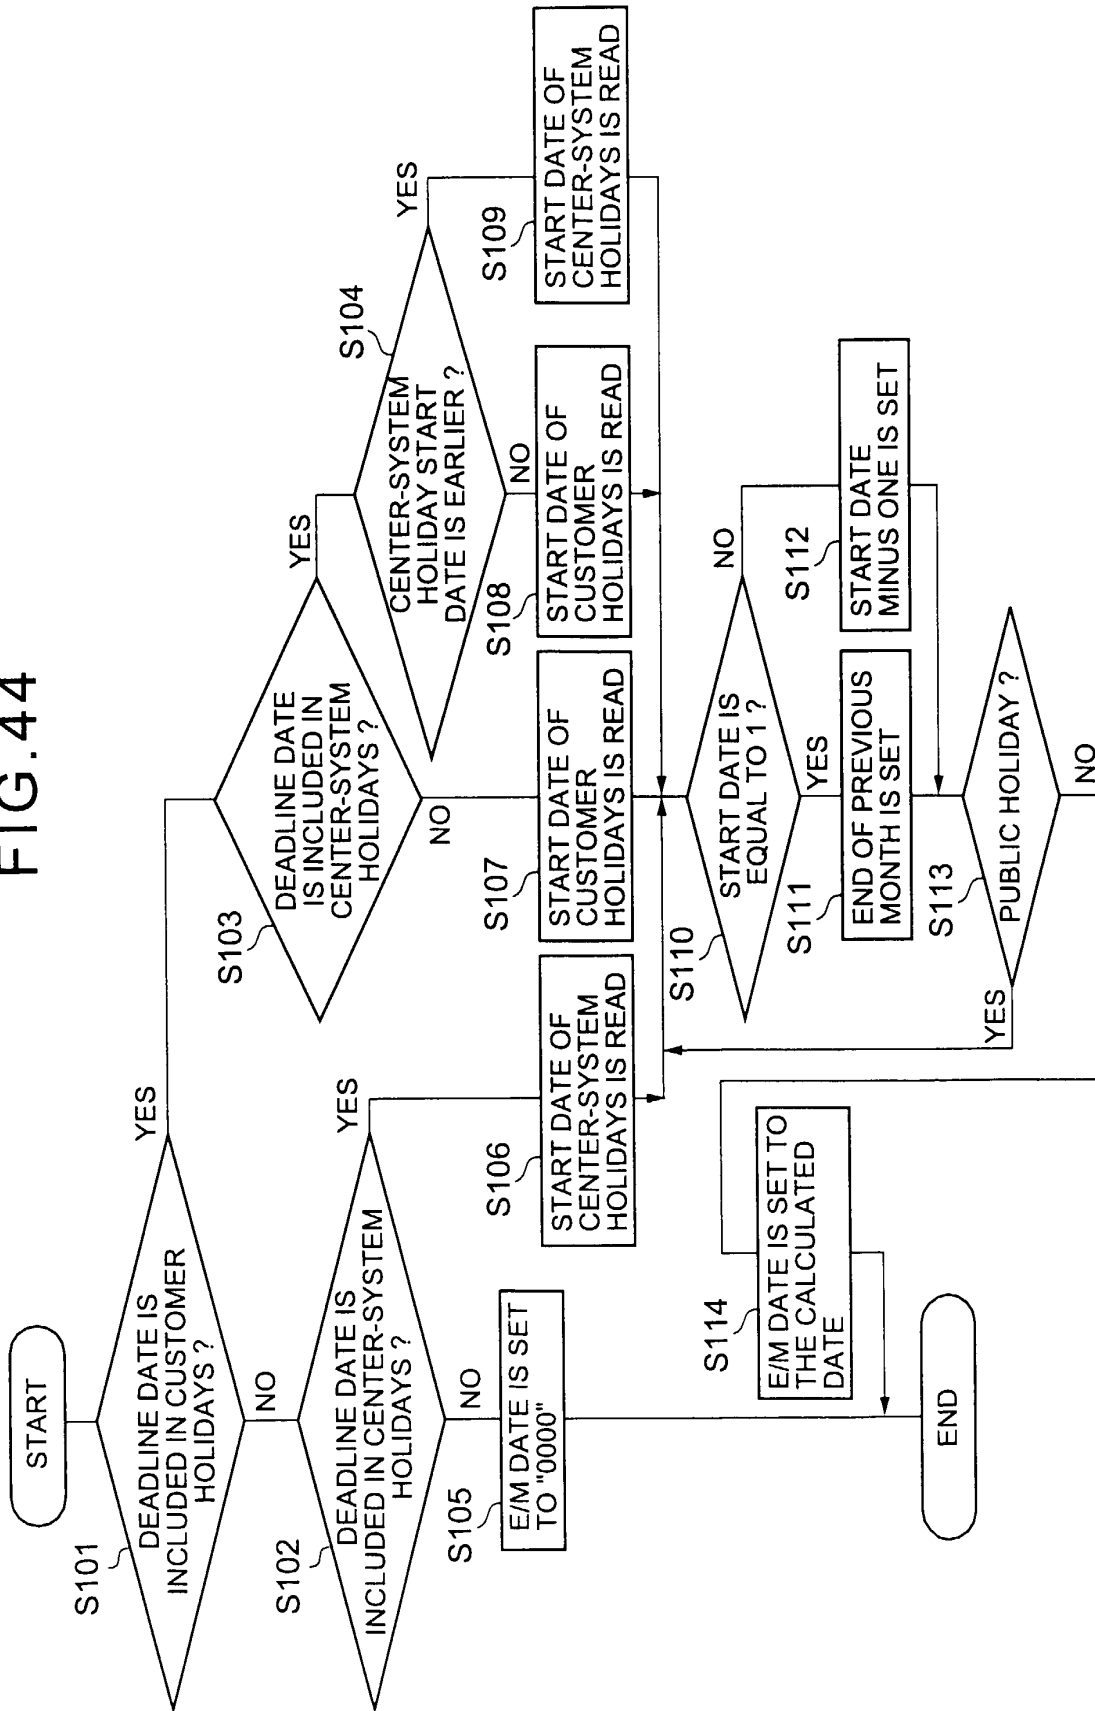 FIG.44
START
S101
DEADLINE DATE IS
INCLUDED IN CUSTOMER
HOLIDAYS ?
YES
NO
S102
DEADLINE DATE IS
INCLUDED IN CENTER-SYSTEM
HOLIDAYS ?
YES
NO
S103
DEADLINE DATE
IS INCLUDED IN
CENTER-SYSTEM
HOLIDAYS ?
YES
NO
S104
CENTER-SYSTEM
HOLIDAY START
DATE IS EARLIER ?
YES
NO
S105
E/M DATE IS SET
TO "0000"
S106
START DATE OF
CENTER-SYSTEM
HOLIDAYS IS READ
S107
START DATE OF
CUSTOMER
HOLIDAYS IS READ
S108
START DATE OF
CUSTOMER
HOLIDAYS IS READ
S109
START DATE OF
CENTER-SYSTEM
HOLIDAYS IS READ
S110
START DATE IS
EQUAL TO 1 ?
NO
YES
S111
END OF PREVIOUS
MONTH IS SET
S112
START DATE
MINUS ONE IS SET
S113
PUBLIC HOLIDAY ?
YES
NO
S114
E/M DATE IS SET TO
THE CALCULATED
DATE
END